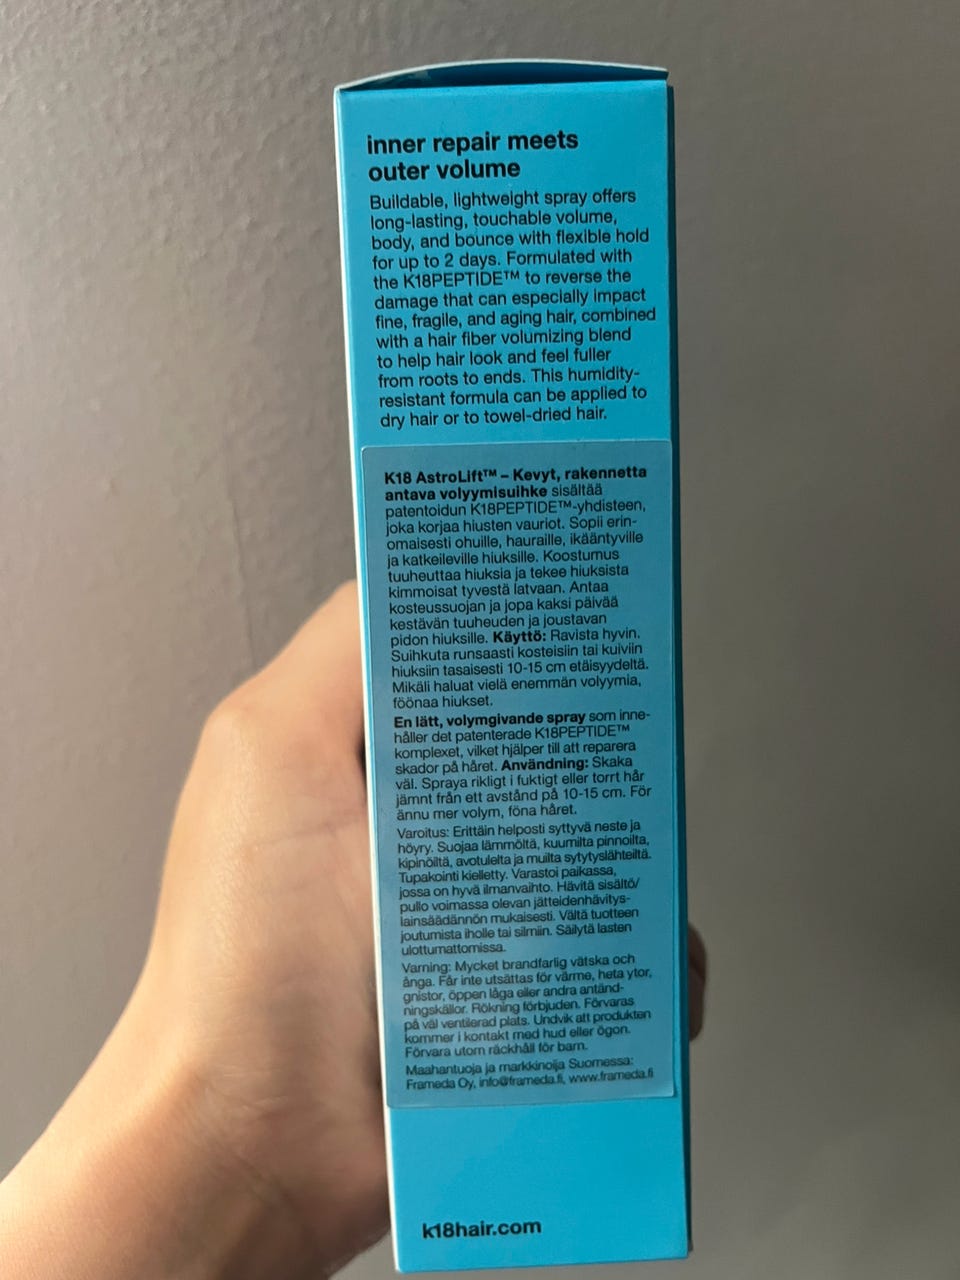 inner repair meets
outer volume
Buildable, lightweight spray offers
long-lasting, touchable volume,
body, and bounce with flexible hold
for up to 2 days. Formulated with
the K18PEPTIDE™ to reverse the
damage that can especially impact
fine, fragile, and aging hair, combined
with a hair fiber volumizing blend
to help hair look and feel fuller
from roots to ends. This humidity-
resistant formula can be applied to
dry hair or to towel-dried hair.
K18 AstroLift™ – Kevyt, rakennetta
antava volyymisuihke sisältää
patentoidun K18PEPTIDE™-yhdisteen,
joka korjaa hiusten vauriot. Sopii erin-
omaisesti ohuille, hauraille, ikääntyville
ja katkeileville hiuksille. Koostumus
tuuheuttaa hiuksia ja tekee hiuksista
kimmoisat tyvestä latvaan. Antaa
kosteussuojan ja jopa kaksi päivää
kestävän tuuheuden ja joustavan
pidon hiuksille. Käyttö: Ravista hyvin.
Suihkuta runsaasti kosteisiin tai kuiviin
hiuksiin tasaisesti 10-15 cm etäisyydeltä.
Mikäli haluat vielä enemmän volyymia,
föönaa hiukset.
En lätt, volymgivande spray som inne-
håller det patenterade K18PEPTIDE™
komplexet, vilket hjälper till att reparera
skador på håret. Användning: Skaka
väl. Spraya rikligt i fuktigt eller torrt hår
jämnt från ett avstånd på 10-15 cm. För
ännu mer volym, föna håret.
Varoitus: Erittäin helposti syttyvä neste ja
höyry. Suojaa lämmöltä, kuumilta pinnoilta,
kipinöiltä, avotulelta ja muilta sytytyslähteiltä.
Tupakointi kielletty. Varastoi paikassa,
jossa on hyvä ilmanvaihto. Hävitä sisältö/
pullo voimassa olevan jätteidenhävitys-
lainsäädännön mukaisesti. Vältä tuotteen
joutumista iholle tai silmiin. Säilytä lasten
ulottumattomissa.
Varning: Mycket brandfarlig vätska och
ånga. Får inte utsättas för värme, heta ytor,
gnistor, öppen låga eller andra antänd-
ningskällor. Rökning förbjuden. Förvaras
på väl ventilerad plats. Undvik att produkten
kommer i kontakt med hud eller ögon.
Förvara utom räckhåll för barn.
Maahantuoja ja markkinoija Suomessa:
Frameda Oy, info@frameda.fi, www.frameda.fi
k18hair.com